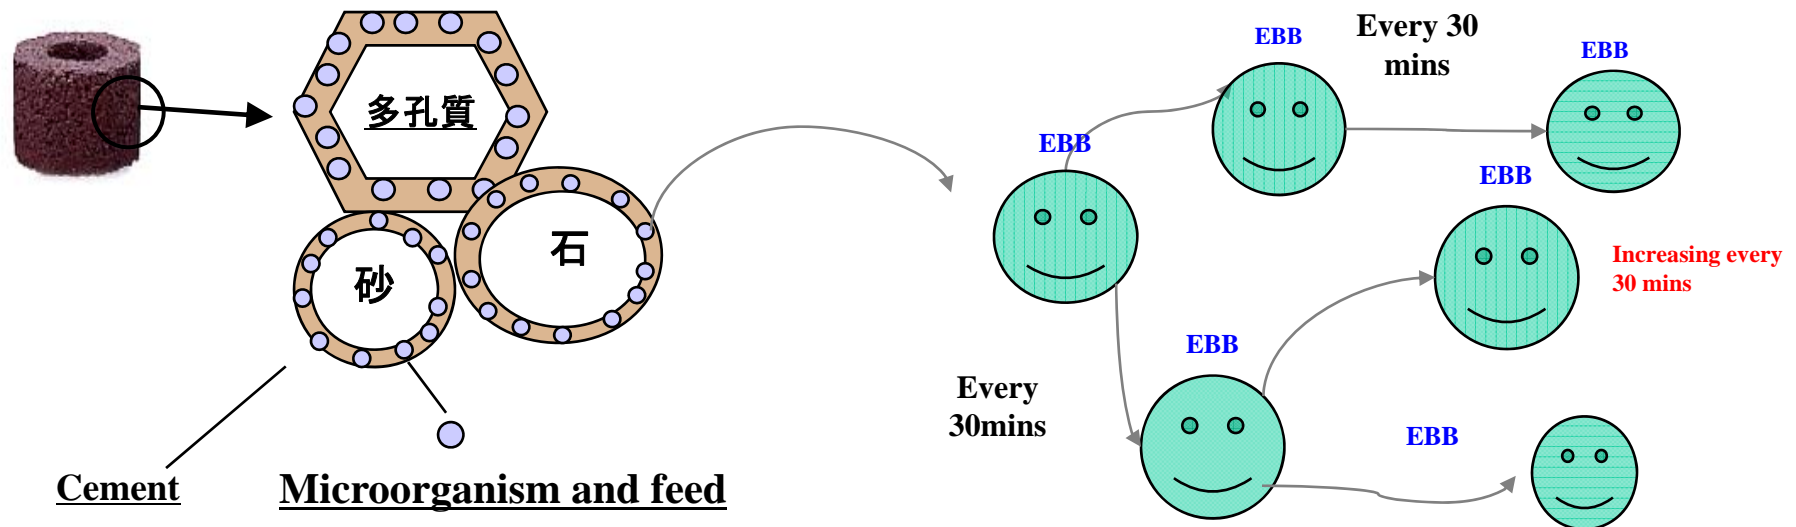 多孔質
砂
石
Cement
Microorganism and feed
EBB
EBB
Every 30
mins
EBB
EBB
Increasing every
30 mins
EBB
Every
30mins
EBB